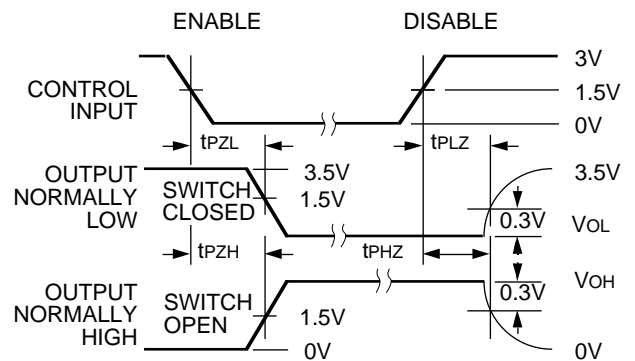 ENABLE DISABLE
3V
CONTROL
INPUT
1.5V
0V
tPZL
tPLZ
OUTPUT
NORMALLY
LOW
SWITCH
CLOSED
3.5V
1.5V
3.5V
0.3V
VOL
tPZH
tPHZ
OUTPUT
NORMALLY
HIGH
SWITCH
OPEN
1.5V
0V
0.3V
VOH
0V